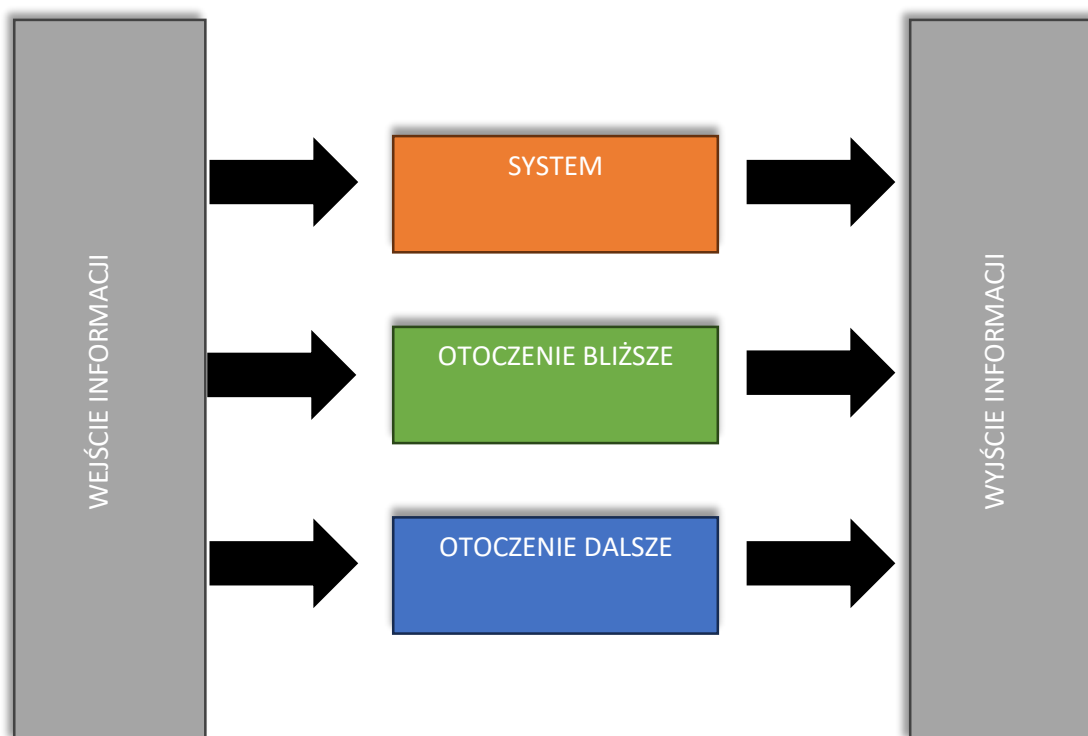 WEJŚCIE INFORMACJI
SYSTEM
OTOCZENIE BLIŻSZE
OTOCZENIE DALSZE
WYJŚCIE INFORMACJI